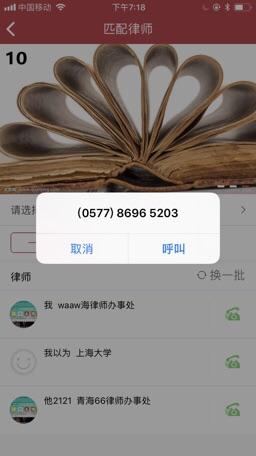 中国移动
下午7:18
匹配律师
10
请选择
(0577) 8696 5203
取消
呼叫
律师
换一批
我 waaw海律师办事处
我以为 上海大学
他2121 青海66律师办事处